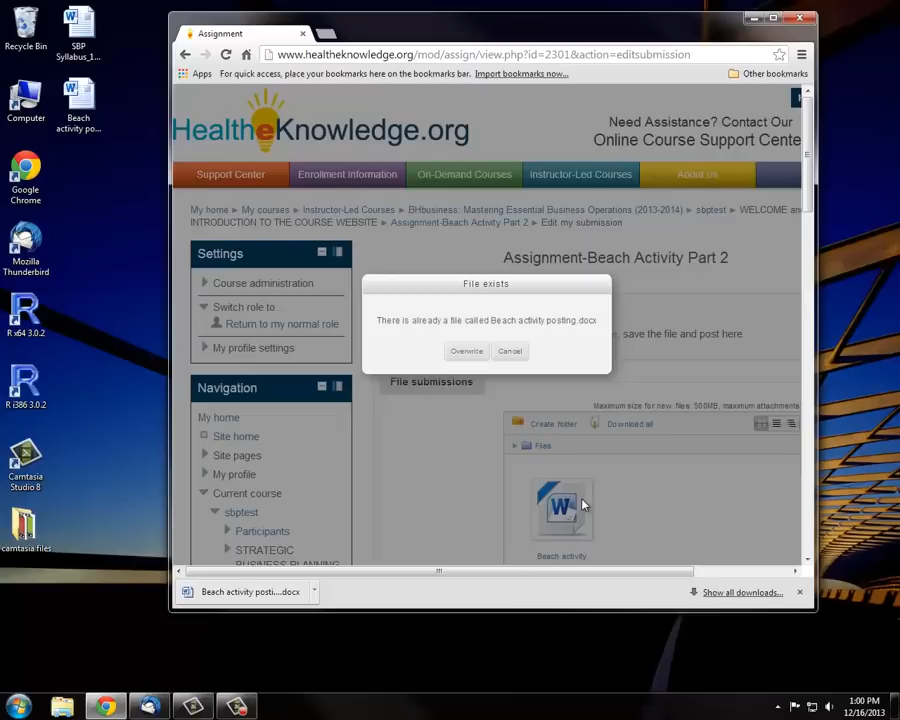 Recycle Bin
SBP
Syllabus_1...
Computer
Beach
activity po...
Google
Chrome
Mozilla
Thunderbird
R x64 3.0.2
R i386 3.0.2
Camtasia
Studio 8
camtasia files
Assignment
www.healtheknowledge.org/mod/assign/view.php?id=2301&action=editsubmission
Apps
For quick access, place your bookmarks here on the bookmarks bar. Import bookmarks now...
Other bookmarks
HealtheKnowledge.org
Need Assistance? Contact Our
Online Course Support Cente
Support Center
Enrollment Information
On-Demand Courses
Instructor-Led Courses
About Us
My home ► My courses ► Instructor-Led Courses ► BHbusiness: Mastering Essential Business Operations (2013-2014) ► sbptest ► WELCOME an
INTRODUCTION TO THE COURSE WEBSITE ► Assignment-Beach Activity Part 2 ► Edit my submission
Settings
Course administration
Switch role to...
Return to my normal role
My profile settings
Assignment-Beach Activity Part 2
File exists
There is already a file called Beach activity posting.docx
Overwrite
Cancel
, save the file and post here
File submissions
Maximum size for new files: 500MB, maximum attachments
Create folder
Download all
Files
Beach activity
Navigation
My home
Site home
Site pages
My profile
Current course
sbptest
Participants
STRATEGIC
BUSINESS PLANNING
Beach activity posti....docx
Show all downloads...
1:00 PM
12/16/2013